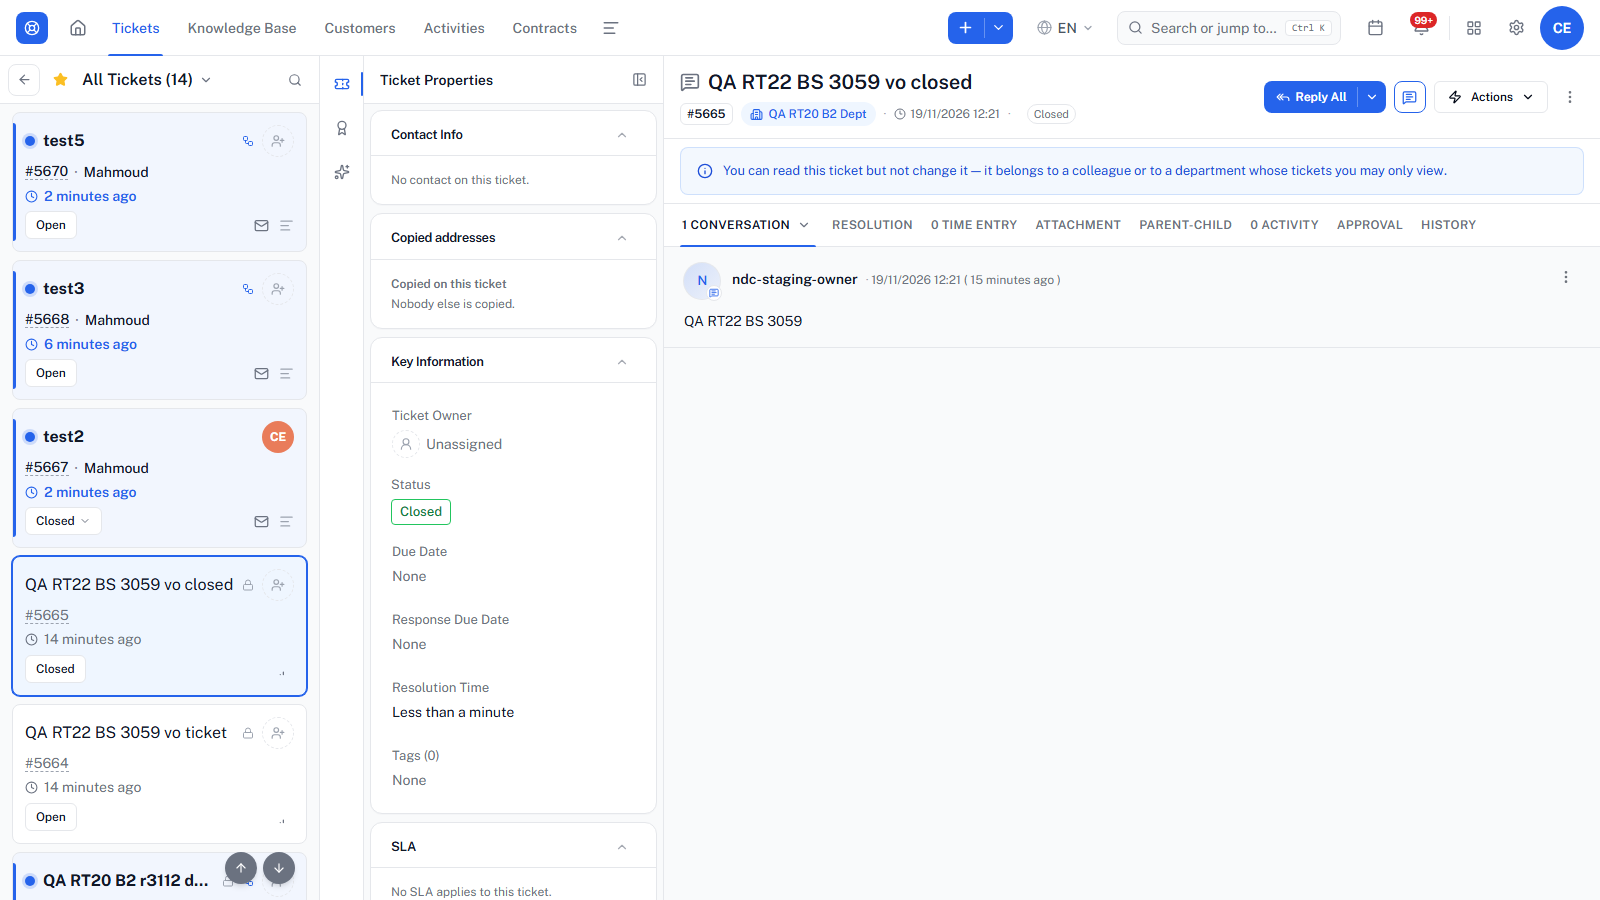 Tickets
Knowledge Base
Customers
Activities
Contracts
EN
Search or jump to...
Ctrl K
99+
CE
All Tickets (14)
test5
#5670 · Mahmoud
2 minutes ago
Open
test3
#5668 · Mahmoud
6 minutes ago
Open
test2
CE
#5667 · Mahmoud
2 minutes ago
Closed
QA RT22 BS 3059 vo closed
#5665
14 minutes ago
Closed
QA RT22 BS 3059 vo ticket
#5664
14 minutes ago
Open
QA RT20 B2 r3112 d...
Ticket Properties
Contact Info
No contact on this ticket.
Copied addresses
Copied on this ticket
Nobody else is copied.
Key Information
Ticket Owner
Unassigned
Status
Closed
Due Date
None
Response Due Date
None
Resolution Time
Less than a minute
Tags (0)
None
SLA
No SLA applies to this ticket.
QA RT22 BS 3059 vo closed
#5665
QA RT20 B2 Dept · 19/11/2026 12:21 · Closed
Reply All
Actions
You can read this ticket but not change it — it belongs to a colleague or to a department whose tickets you may only view.
1 CONVERSATION
RESOLUTION
0 TIME ENTRY
ATTACHMENT
PARENT-CHILD
0 ACTIVITY
APPROVAL
HISTORY
N
ndc-staging-owner · 19/11/2026 12:21 ( 15 minutes ago )
QA RT22 BS 3059